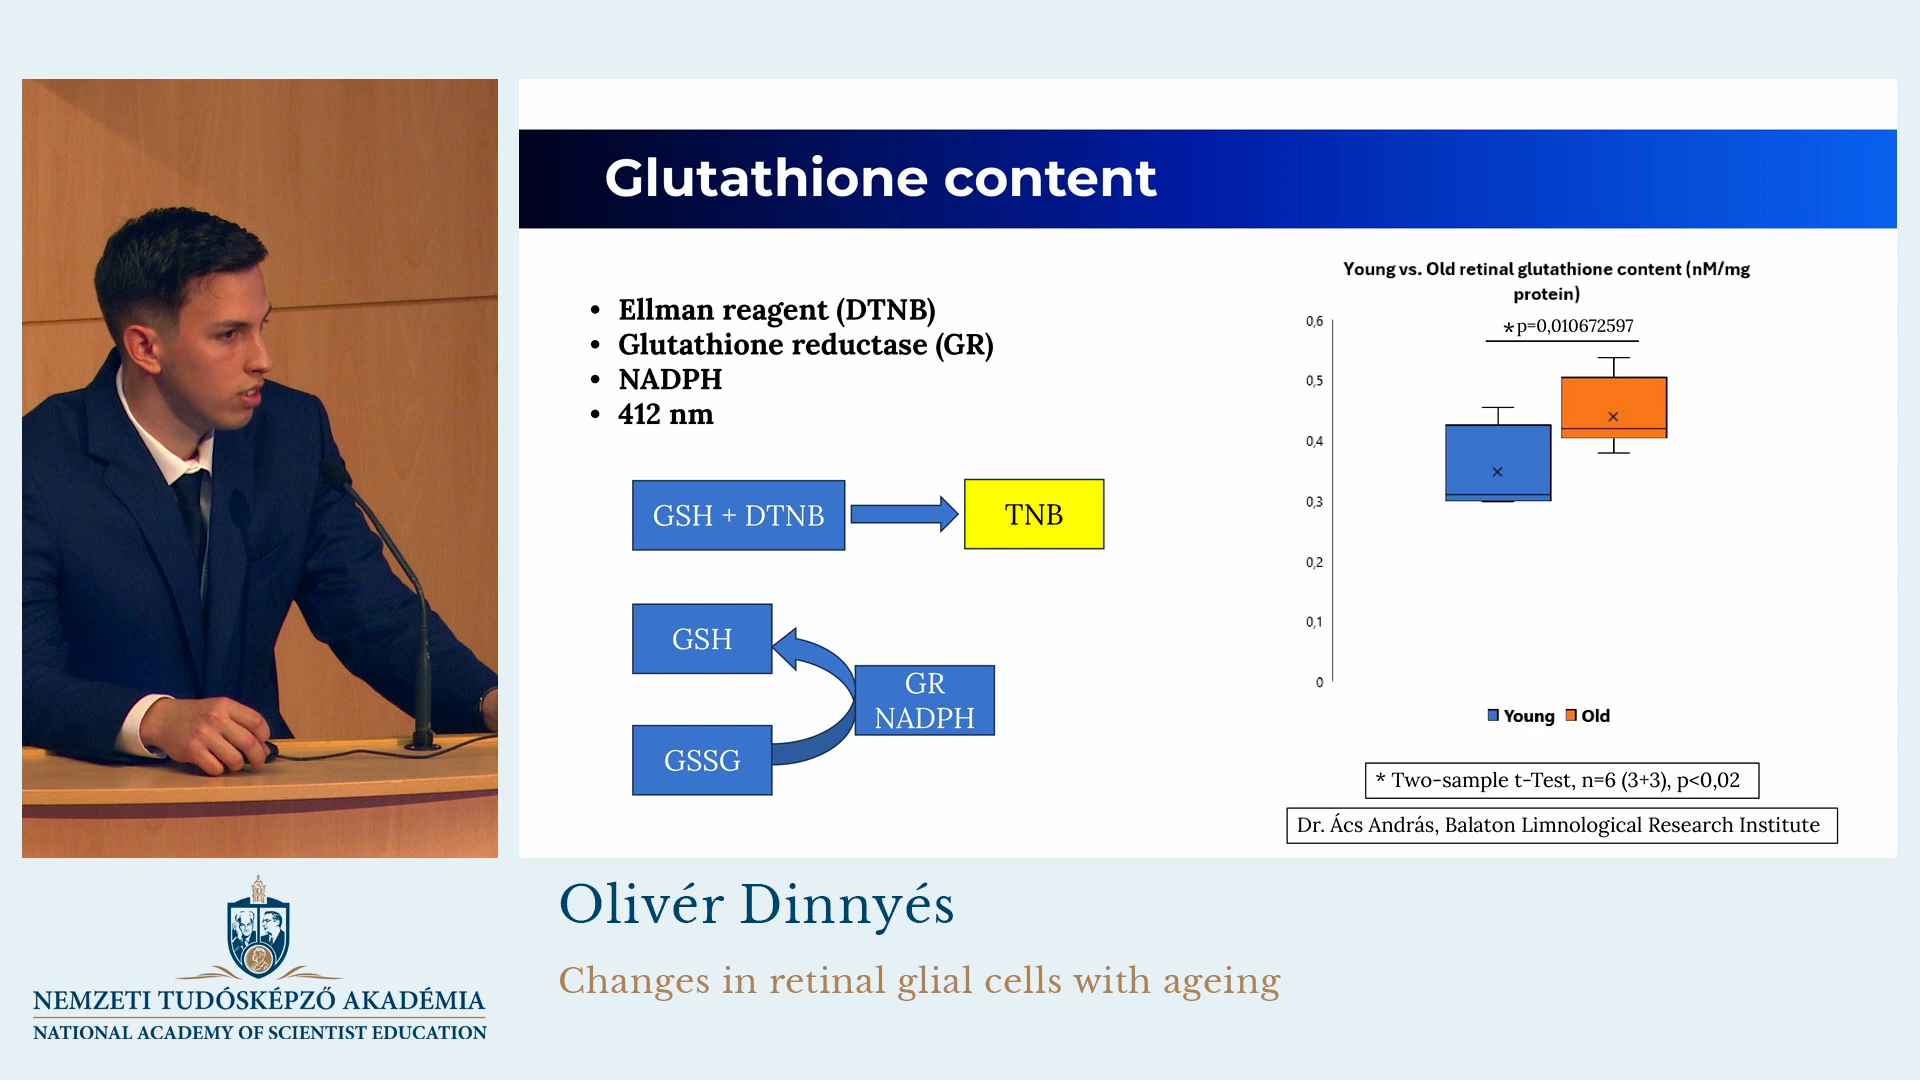 Glutathione content
• Ellman reagent (DTNB)
• Glutathione reductase (GR)
• NADPH
• 412 nm
GSH + DTNB
TNB
GSH
GR
NADPH
GSSG
Young vs. Old retinal glutathione content (nM/mg
protein)
*p=0,010672597
0,6
0,5
0,4
0,3
0,2
0,1
0
Young Old
* Two-sample t-Test, n=6 (3+3), p<0,02
Dr. Ács András, Balaton Limnological Research Institute
Olivér Dinnyés
Changes in retinal glial cells with ageing
NEMZETI TUDÓSKÉPZŐ AKADÉMIA
NATIONAL ACADEMY OF SCIENTIST EDUCATION